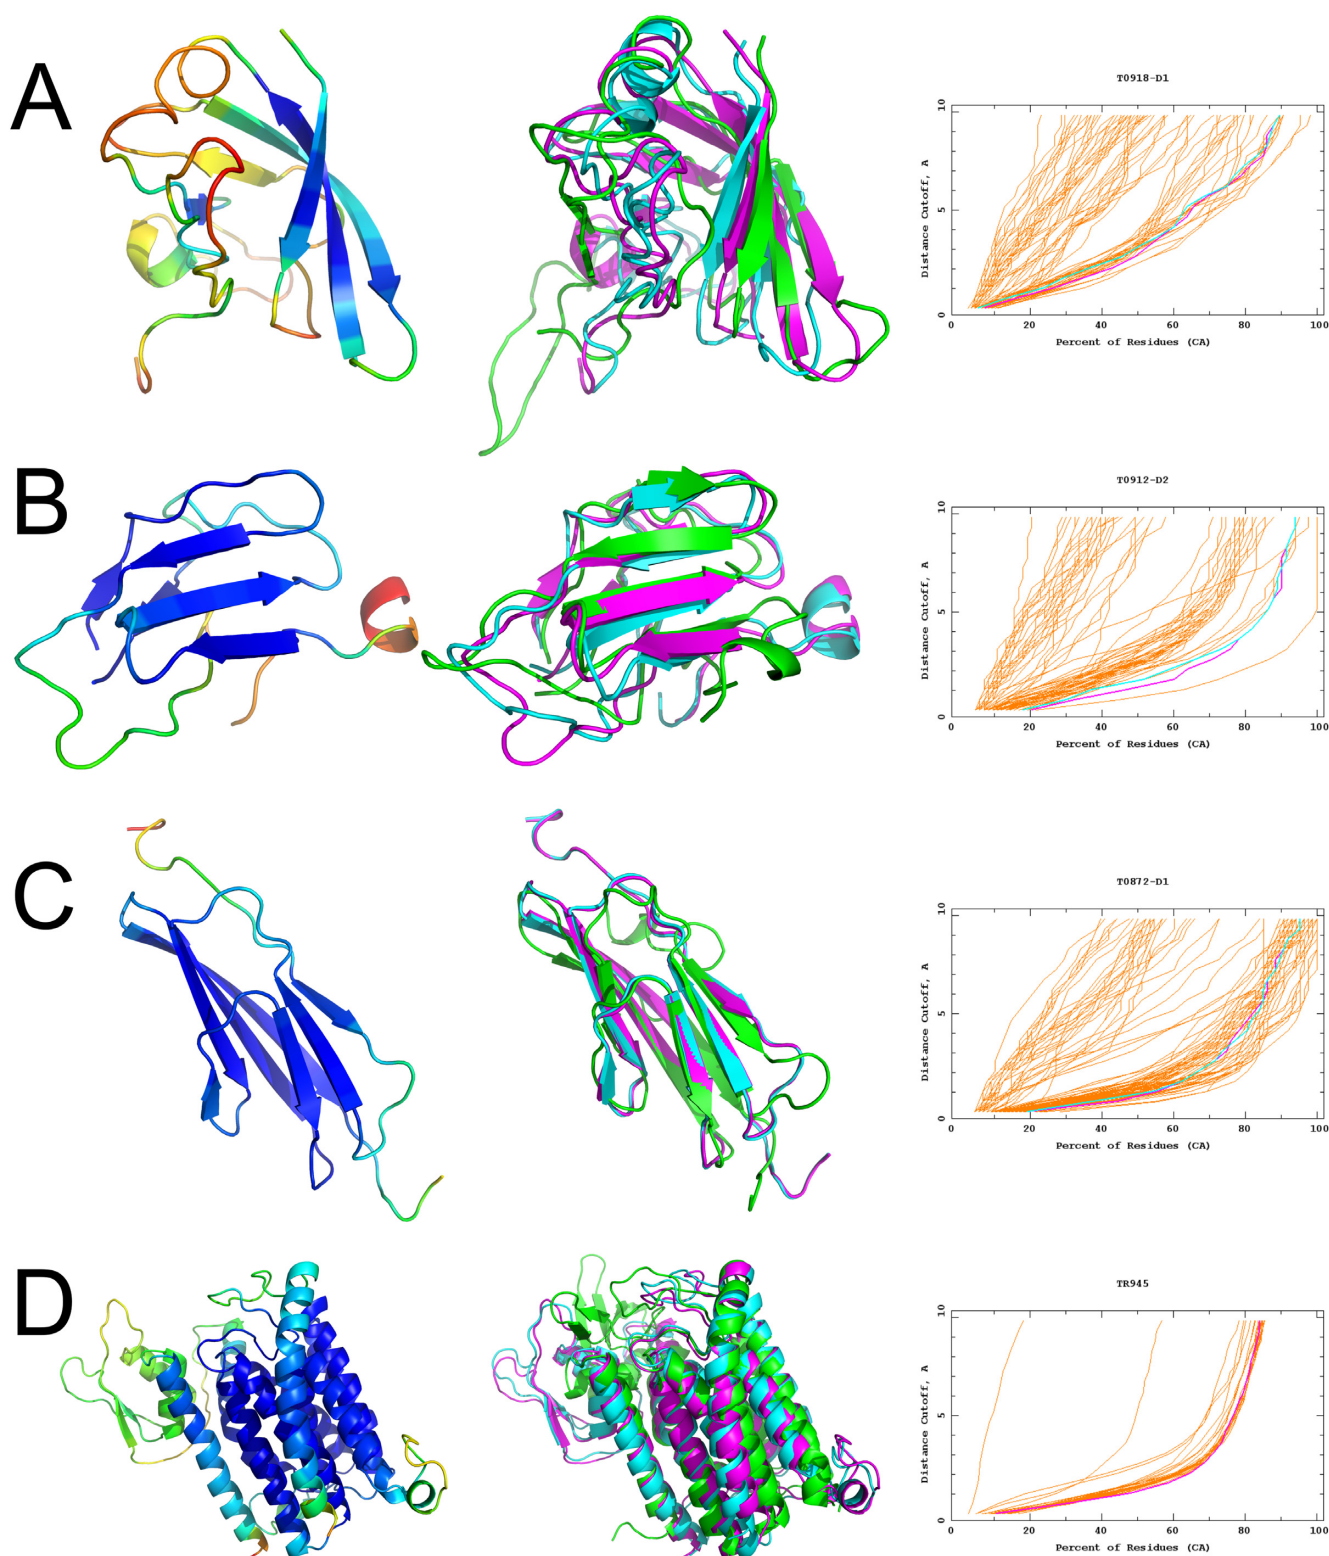 A
T0918-D1
10
5
0
Distance Cutoff, A
0 20 40 60 80 100
Percent of Residues (CA)
B
T0912-D2
10
5
0
Distance Cutoff, A
0 20 40 60 80 100
Percent of Residues (CA)
C
T0872-D1
10
5
0
Distance Cutoff, A
0 20 40 60 80 100
Percent of Residues (CA)
D
TR945
10
5
0
Distance Cutoff, A
0 20 40 60 80 100
Percent of Residues (CA)